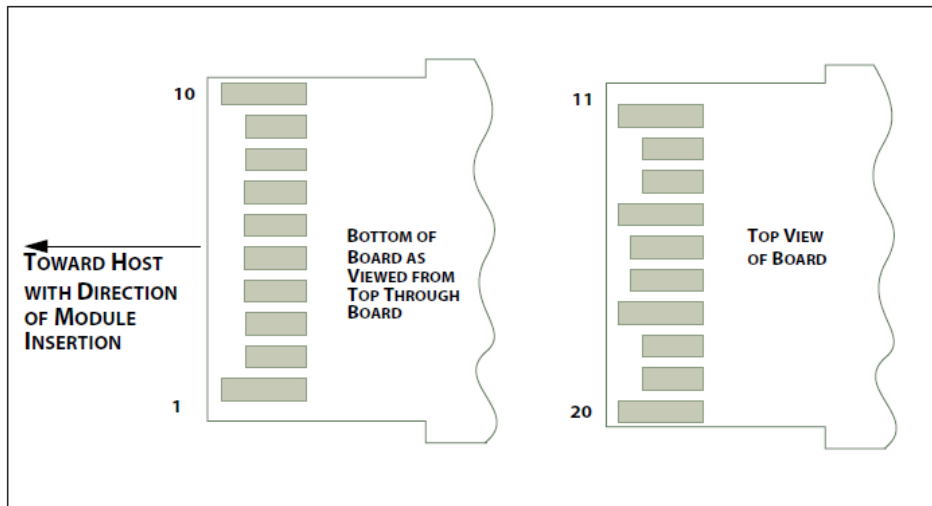 10
BOTTOM OF
BOARD AS
VIEWED FROM
TOP THROUGH
BOARD
TOWARD HOST
WITH DIRECTION
OF MODULE
INSERTION
1
11
TOP VIEW
OF BOARD
20